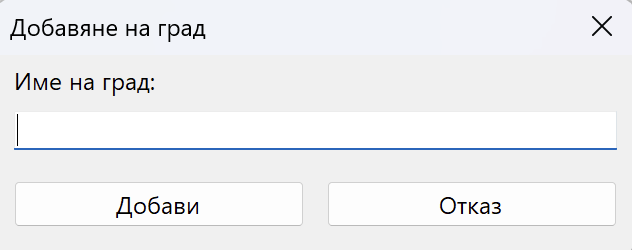 Добавяне на град
Име на град:
Добави
Отказ